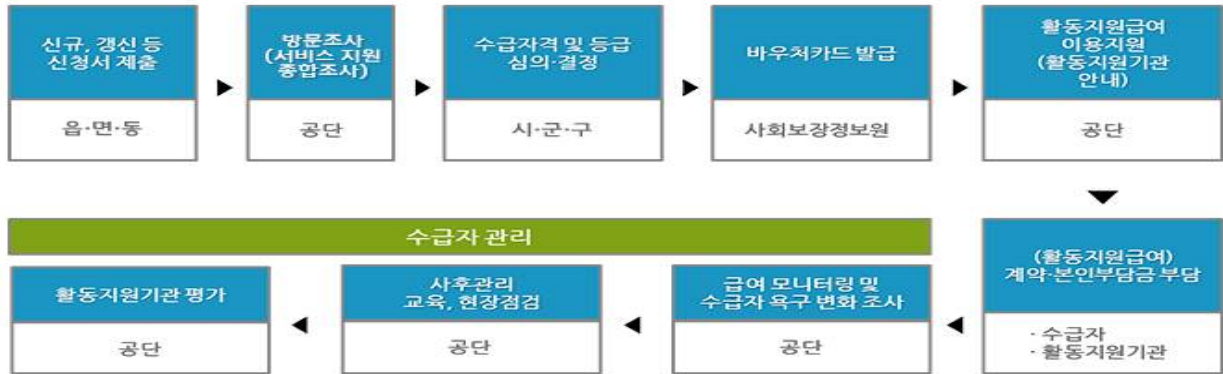 신규, 갱신 등
신청서 제출
읍·면·동
방문조사
(서비스 지원
종합조사)
공단
수급자격 및 등급
심의·결정
시·군·구
바우처카드 발급
사회보장정보원
활동지원급여
이용지원
(활동지원기관
안내)
공단
(활동지원급여)
계약·본인부담금 부담
· 수급자
· 활동지원기관
수급자 관리
급여 모니터링 및
수급자 욕구 변화 조사
공단
사후관리
교육, 현장점검
공단
활동지원기관 평가
공단